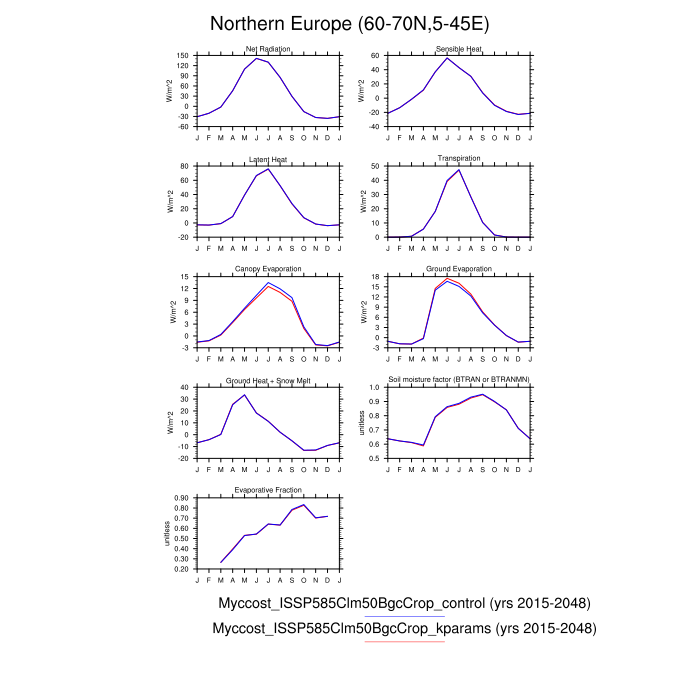 Northern Europe (60-70N,5-45E)
Net Radiation
W/m^2
150
120
90
60
30
0
-30
-60
J F M A M J J A S O N D J
Sensible Heat
W/m^2
60
40
20
0
-20
-40
J F M A M J J A S O N D J
Latent Heat
W/m^2
80
60
40
20
0
-20
J F M A M J J A S O N D J
Transpiration
W/m^2
50
40
30
20
10
0
J F M A M J J A S O N D J
Canopy Evaporation
W/m^2
15
12
9
6
3
0
-3
J F M A M J J A S O N D J
Ground Evaporation
W/m^2
18
15
12
9
6
3
0
-3
J F M A M J J A S O N D J
Ground Heat + Snow Melt
W/m^2
40
30
20
10
0
-10
-20
J F M A M J J A S O N D J
Soil moisture factor (BTRAN or BTRANMN)
unitless
1.0
0.9
0.8
0.7
0.6
0.5
J F M A M J J A S O N D J
Evaporative Fraction
unitless
0.90
0.80
0.70
0.60
0.50
0.40
0.30
0.20
J F M A M J J A S O N D J
Myccost_ISSP585Clm50BgcCrop_control (yrs 2015-2048)
Myccost_ISSP585Clm50BgcCrop_kparams (yrs 2015-2048)